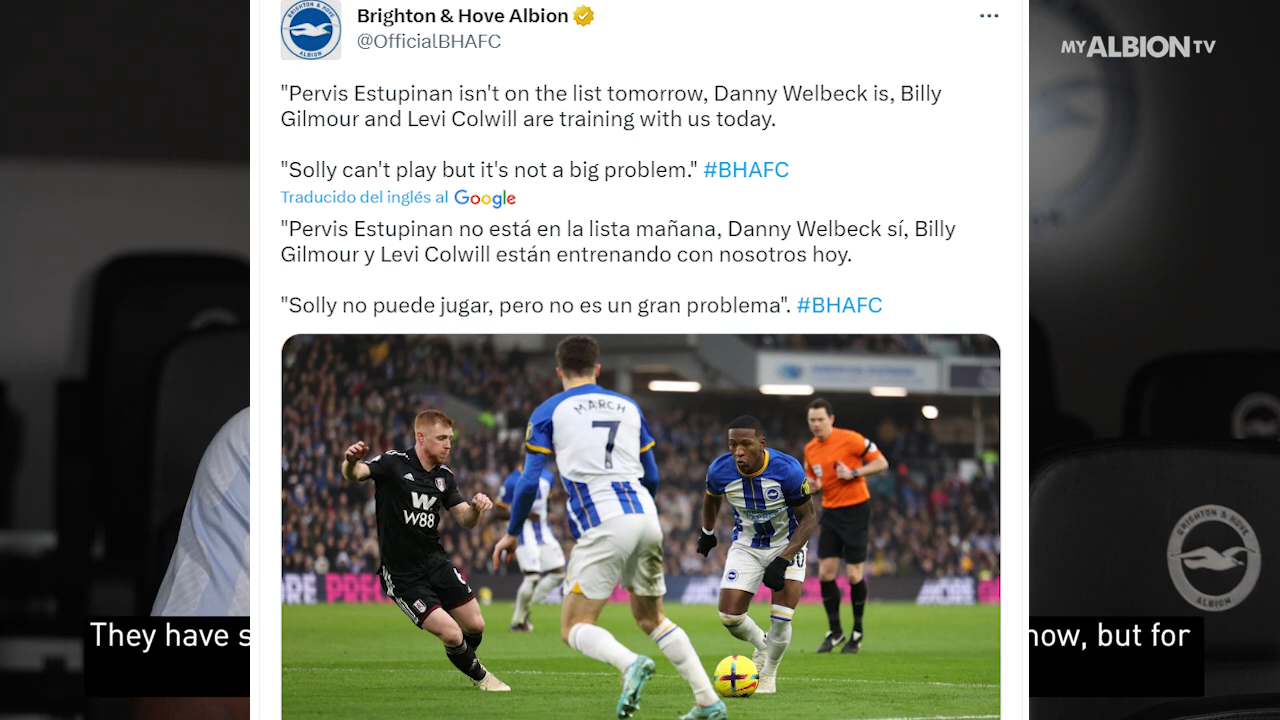 Brighton & Hove Albion
@OfficialBHAFC
MYALBIONTV
"Pervis Estupinan isn't on the list tomorrow, Danny Welbeck is, Billy
Gilmour and Levi Colwill are training with us today.
"Solly can't play but it's not a big problem." #BHAFC
Traducido del inglés al Google
"Pervis Estupinan no está en la lista mañana, Danny Welbeck sí, Billy
Gilmour y Levi Colwill están entrenando con nosotros hoy.
"Solly no puede jugar, pero no es un gran problema". #BHAFC
MARCH
7
W
W88
BRIGHTON & HOVE
ALBION
They have s
now, but for